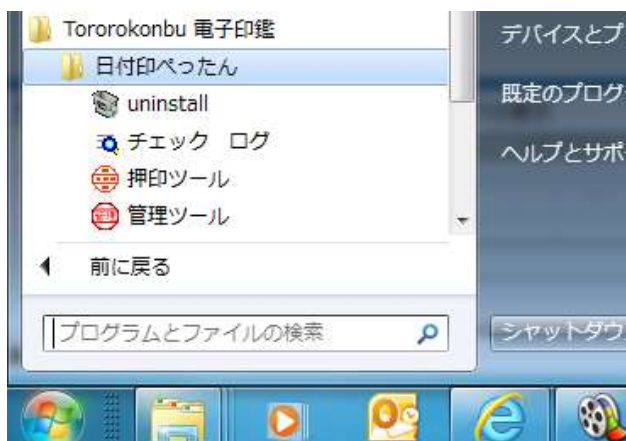 Tororokonbu 電子印鑑
日付印ぺったん
uninstall
チェック ログ
押印ツール
管理ツール
前に戻る
プログラムとファイルの検索
デバイスとプ
既定のプログ
ヘルプとサポー
シャットダウ